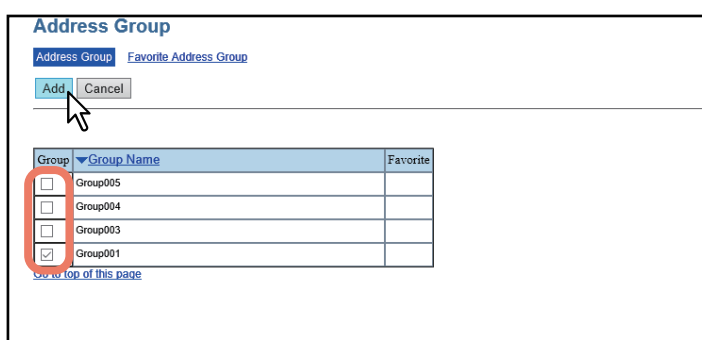 Address Group
Address Group Favorite Address Group
Add Cancel
Group Group Name Favorite
Group005
Group004
Group003
Group001
Go to top of this page